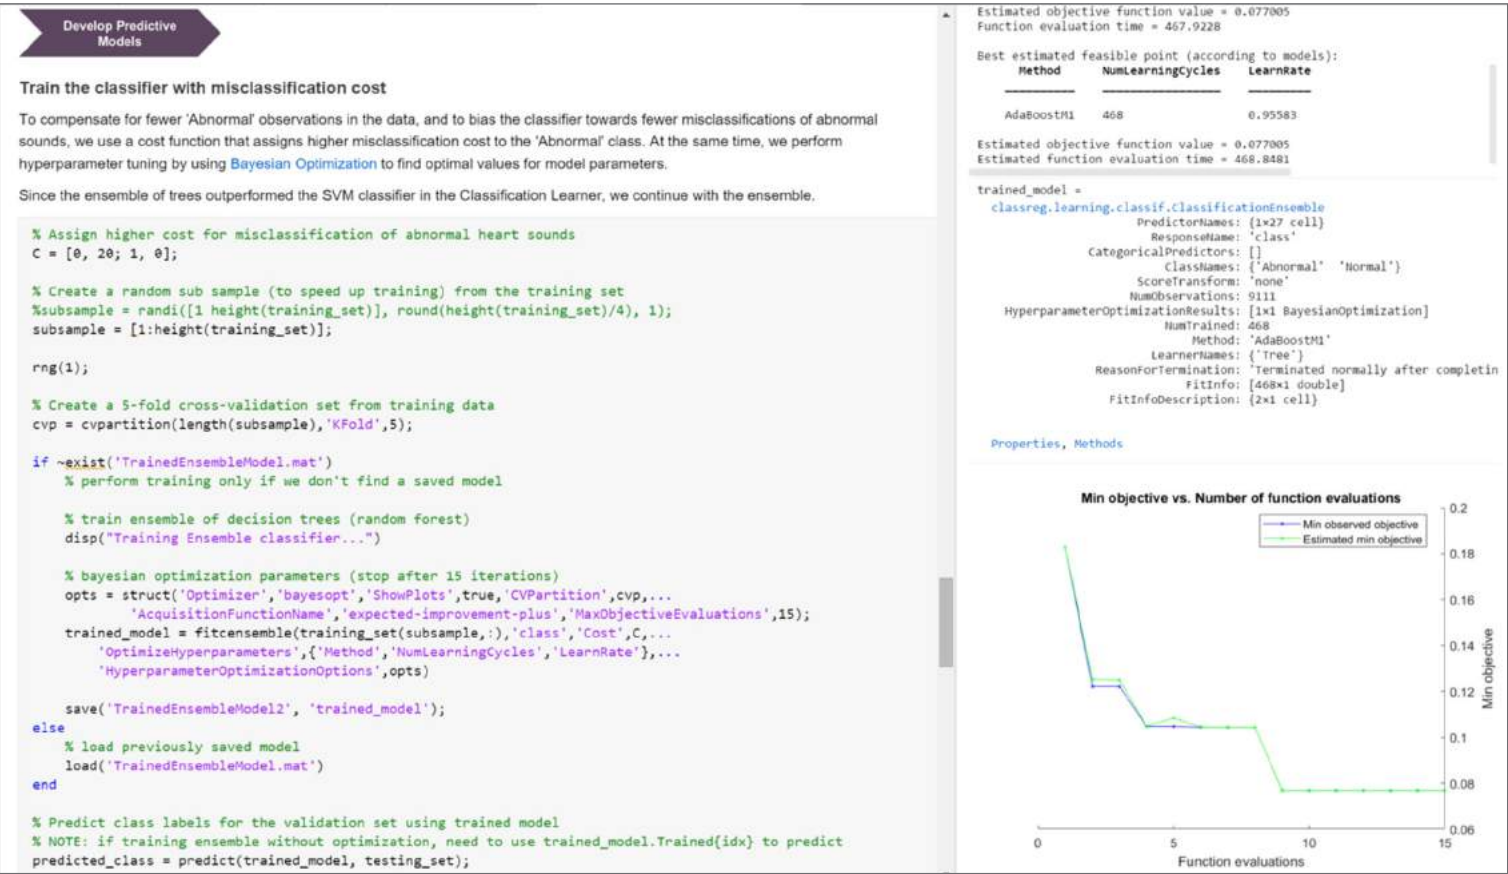 Develop Predictive
Models
Train the classifier with misclassification cost
To compensate for fewer 'Abnormal' observations in the data, and to bias the classifier towards fewer misclassifications of abnormal
sounds, we use a cost function that assigns higher misclassification cost to the 'Abnormal' class. At the same time, we perform
hyperparameter tuning by using Bayesian Optimization to find optimal values for model parameters.
Since the ensemble of trees outperformed the SVM classifier in the Classification Learner, we continue with the ensemble.
% Assign higher cost for misclassification of abnormal heart sounds
C = [0, 20; 1, 0];
% Create a random sub sample (to speed up training) from the training set
%subsample = randi([1 height(training_set)], round(height(training_set)/4), 1);
subsample = [1:height(training_set)];
rng(1);
% Create a 5-fold cross-validation set from training data
cvp = cvpartition(length(subsample),'KFold',5);
if ~exist('TrainedEnsembleModel.mat')
% perform training only if we don't find a saved model
% train ensemble of decision trees (random forest)
disp("Training Ensemble classifier...")
% bayesian optimization parameters (stop after 15 iterations)
opts = struct('Optimizer','bayesopt','ShowPlots',true,'CVPartition',cvp,...
'AcquisitionFunctionName','expected-improvement-plus','MaxObjectiveEvaluations',15);
trained_model = fitcensemble(training_set(subsample,:),'class','Cost',C,...
'OptimizeHyperparameters',{'Method','NumLearningCycles','LearnRate'},...
'HyperparameterOptimizationOptions',opts)
save('TrainedEnsembleModel2', 'trained_model');
else
% load previously saved model
load('TrainedEnsembleModel.mat')
end
% Predict class labels for the validation set using trained model
% NOTE: if training ensemble without optimization, need to use trained_model.Trained{idx} to predict
predicted_class = predict(trained_model, testing_set);
Estimated objective function value = 0.077005
Function evaluation time = 467.9228
Best estimated feasible point (according to models):
Method NumLearningCycles LearnRate
AdaBoostM1 468 0.95583
Estimated objective function value = 0.077005
Estimated function evaluation time = 468.8481
trained_model =
classreg.learning.classif.ClassificationEnsemble
PredictorNames: {1×27 cell}
ResponseName: 'class'
CategoricalPredictors: []
ClassNames: {'Abnormal' 'Normal'}
ScoreTransform: 'none'
NumObservations: 9111
HyperparameterOptimizationResults: [1×1 BayesianOptimization]
NumTrained: 468
Method: 'AdaBoostM1'
LearnerNames: {'Tree'}
ReasonForTermination: 'Terminated normally after completin
FitInfo: [468×1 double]
FitInfoDescription: {2×1 cell}
Properties, Methods
Min objective vs. Number of function evaluations
Min observed objective
Estimated min objective
0.2
0.18
0.16
0.14
0.12
0.1
0.08
0.06
Min objective
0 5 10 15
Function evaluations